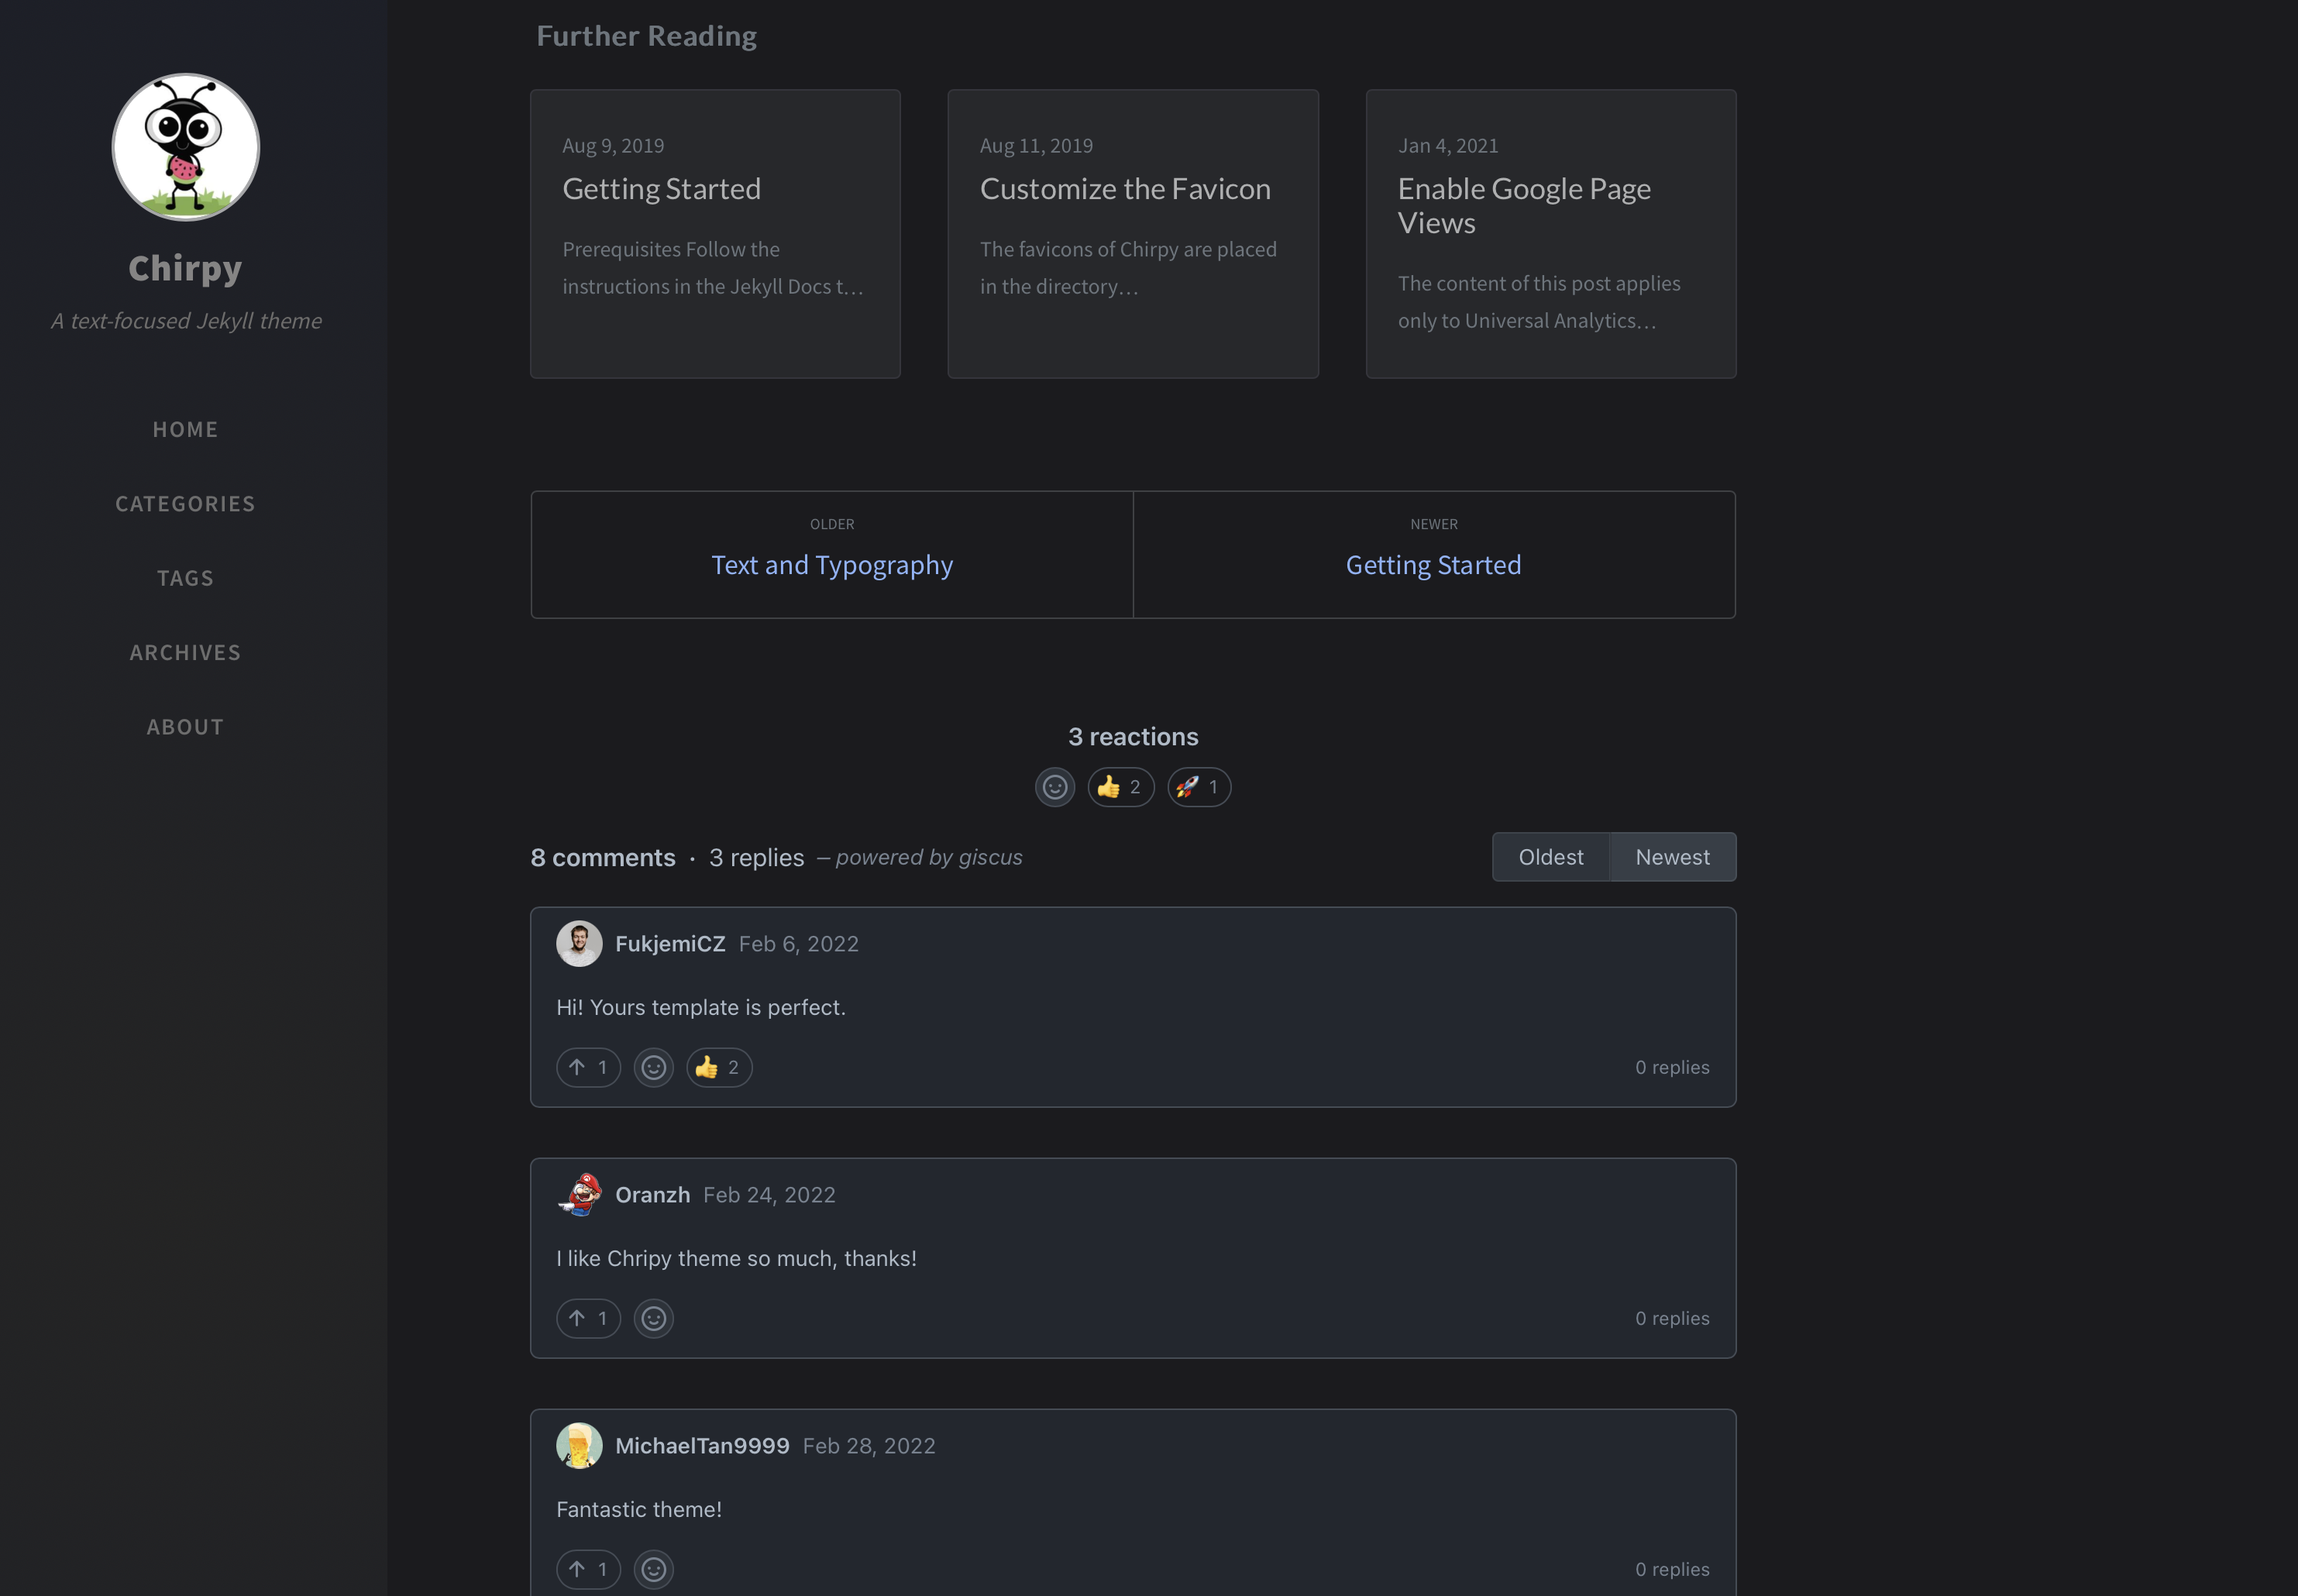 Chirpy
A text-focused Jekyll theme
HOME
CATEGORIES
TAGS
ARCHIVES
ABOUT
Further Reading
Aug 9, 2019
Getting Started
Prerequisites Follow the
instructions in the Jekyll Docs t…
Aug 11, 2019
Customize the Favicon
The favicons of Chirpy are placed
in the directory…
Jan 4, 2021
Enable Google Page
Views
The content of this post applies
only to Universal Analytics…
OLDER
Text and Typography
NEWER
Getting Started
3 reactions
👍 2 🚀 1
8 comments · 3 replies – powered by giscus
Oldest Newest
FukjemiCZ Feb 6, 2022
Hi! Yours template is perfect.
↑ 1 👍 2 0 replies
Oranzh Feb 24, 2022
I like Chripy theme so much, thanks!
↑ 1 0 replies
MichaelTan9999 Feb 28, 2022
Fantastic theme!
↑ 1 0 replies